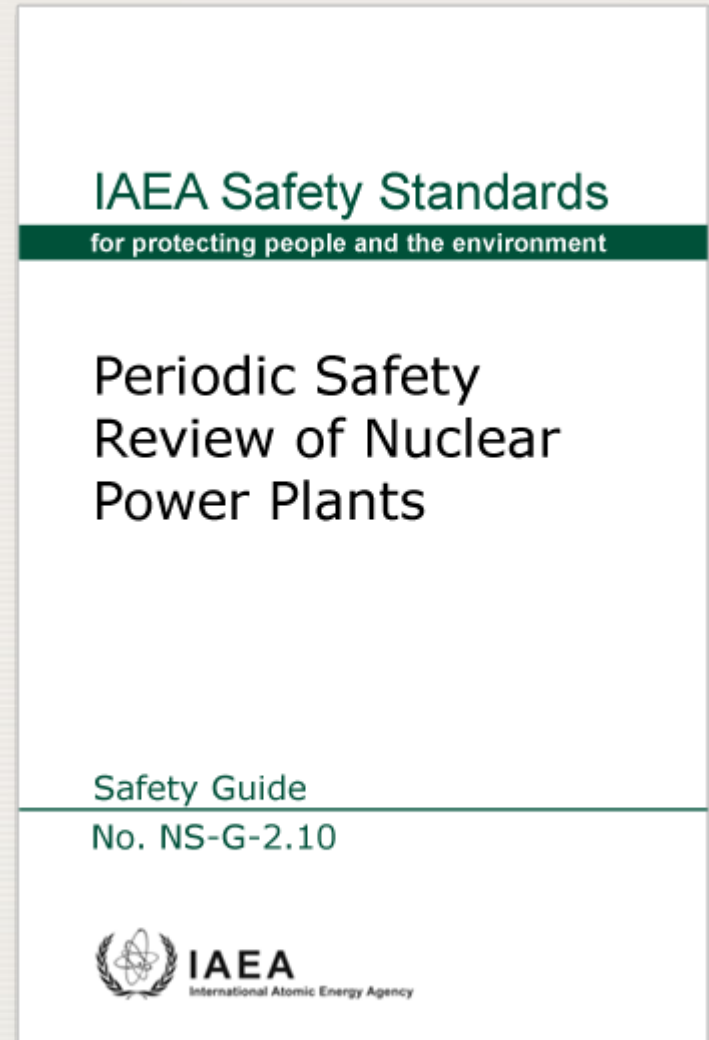 IAEA Safety Standards
for protecting people and the environment
Periodic Safety
Review of Nuclear
Power Plants
Safety Guide
No. NS-G-2.10
IAEA
International Atomic Energy Agency